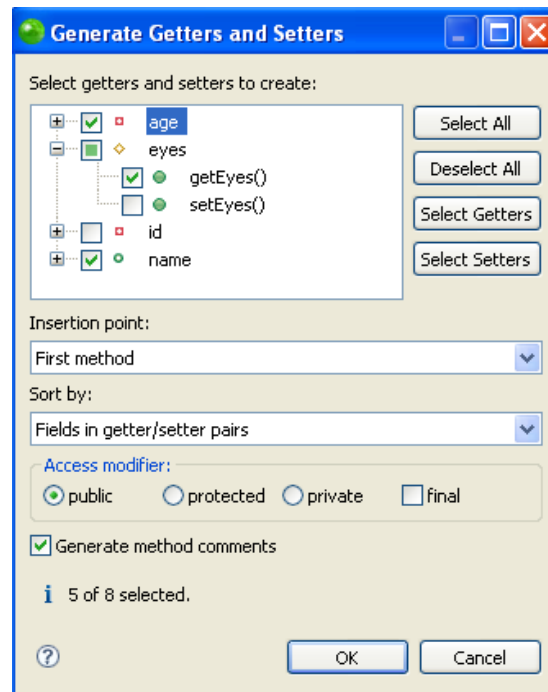 Generate Getters and Setters
Select getters and setters to create:
age
eyes
getEyes()
setEyes()
id
name
Select All
Deselect All
Select Getters
Select Setters
Insertion point:
First method
Sort by:
Fields in getter/setter pairs
Access modifier:
public protected private final
Generate method comments
5 of 8 selected.
OK Cancel